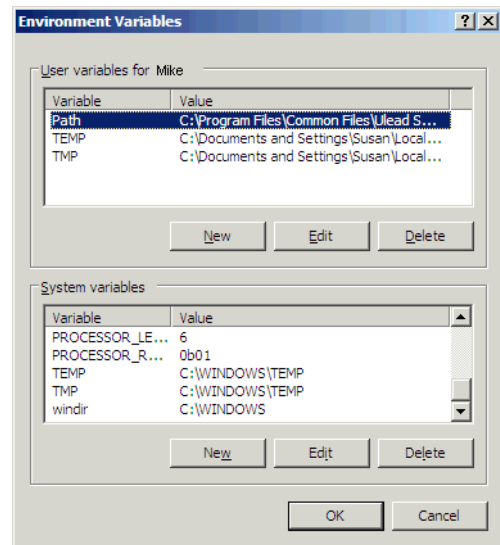 Environment Variables
User variables for Mike
Variable Value
Path C:\Program Files\Common Files\Ulead S...
TEMP C:\Documents and Settings\Susan\Local...
TMP C:\Documents and Settings\Susan\Local...
New Edit Delete
System variables
Variable Value
PROCESSOR_LE... 6
PROCESSOR_R... 0b01
TEMP C:\WINDOWS\TEMP
TMP C:\WINDOWS\TEMP
windir C:\WINDOWS
New Edit Delete
OK Cancel